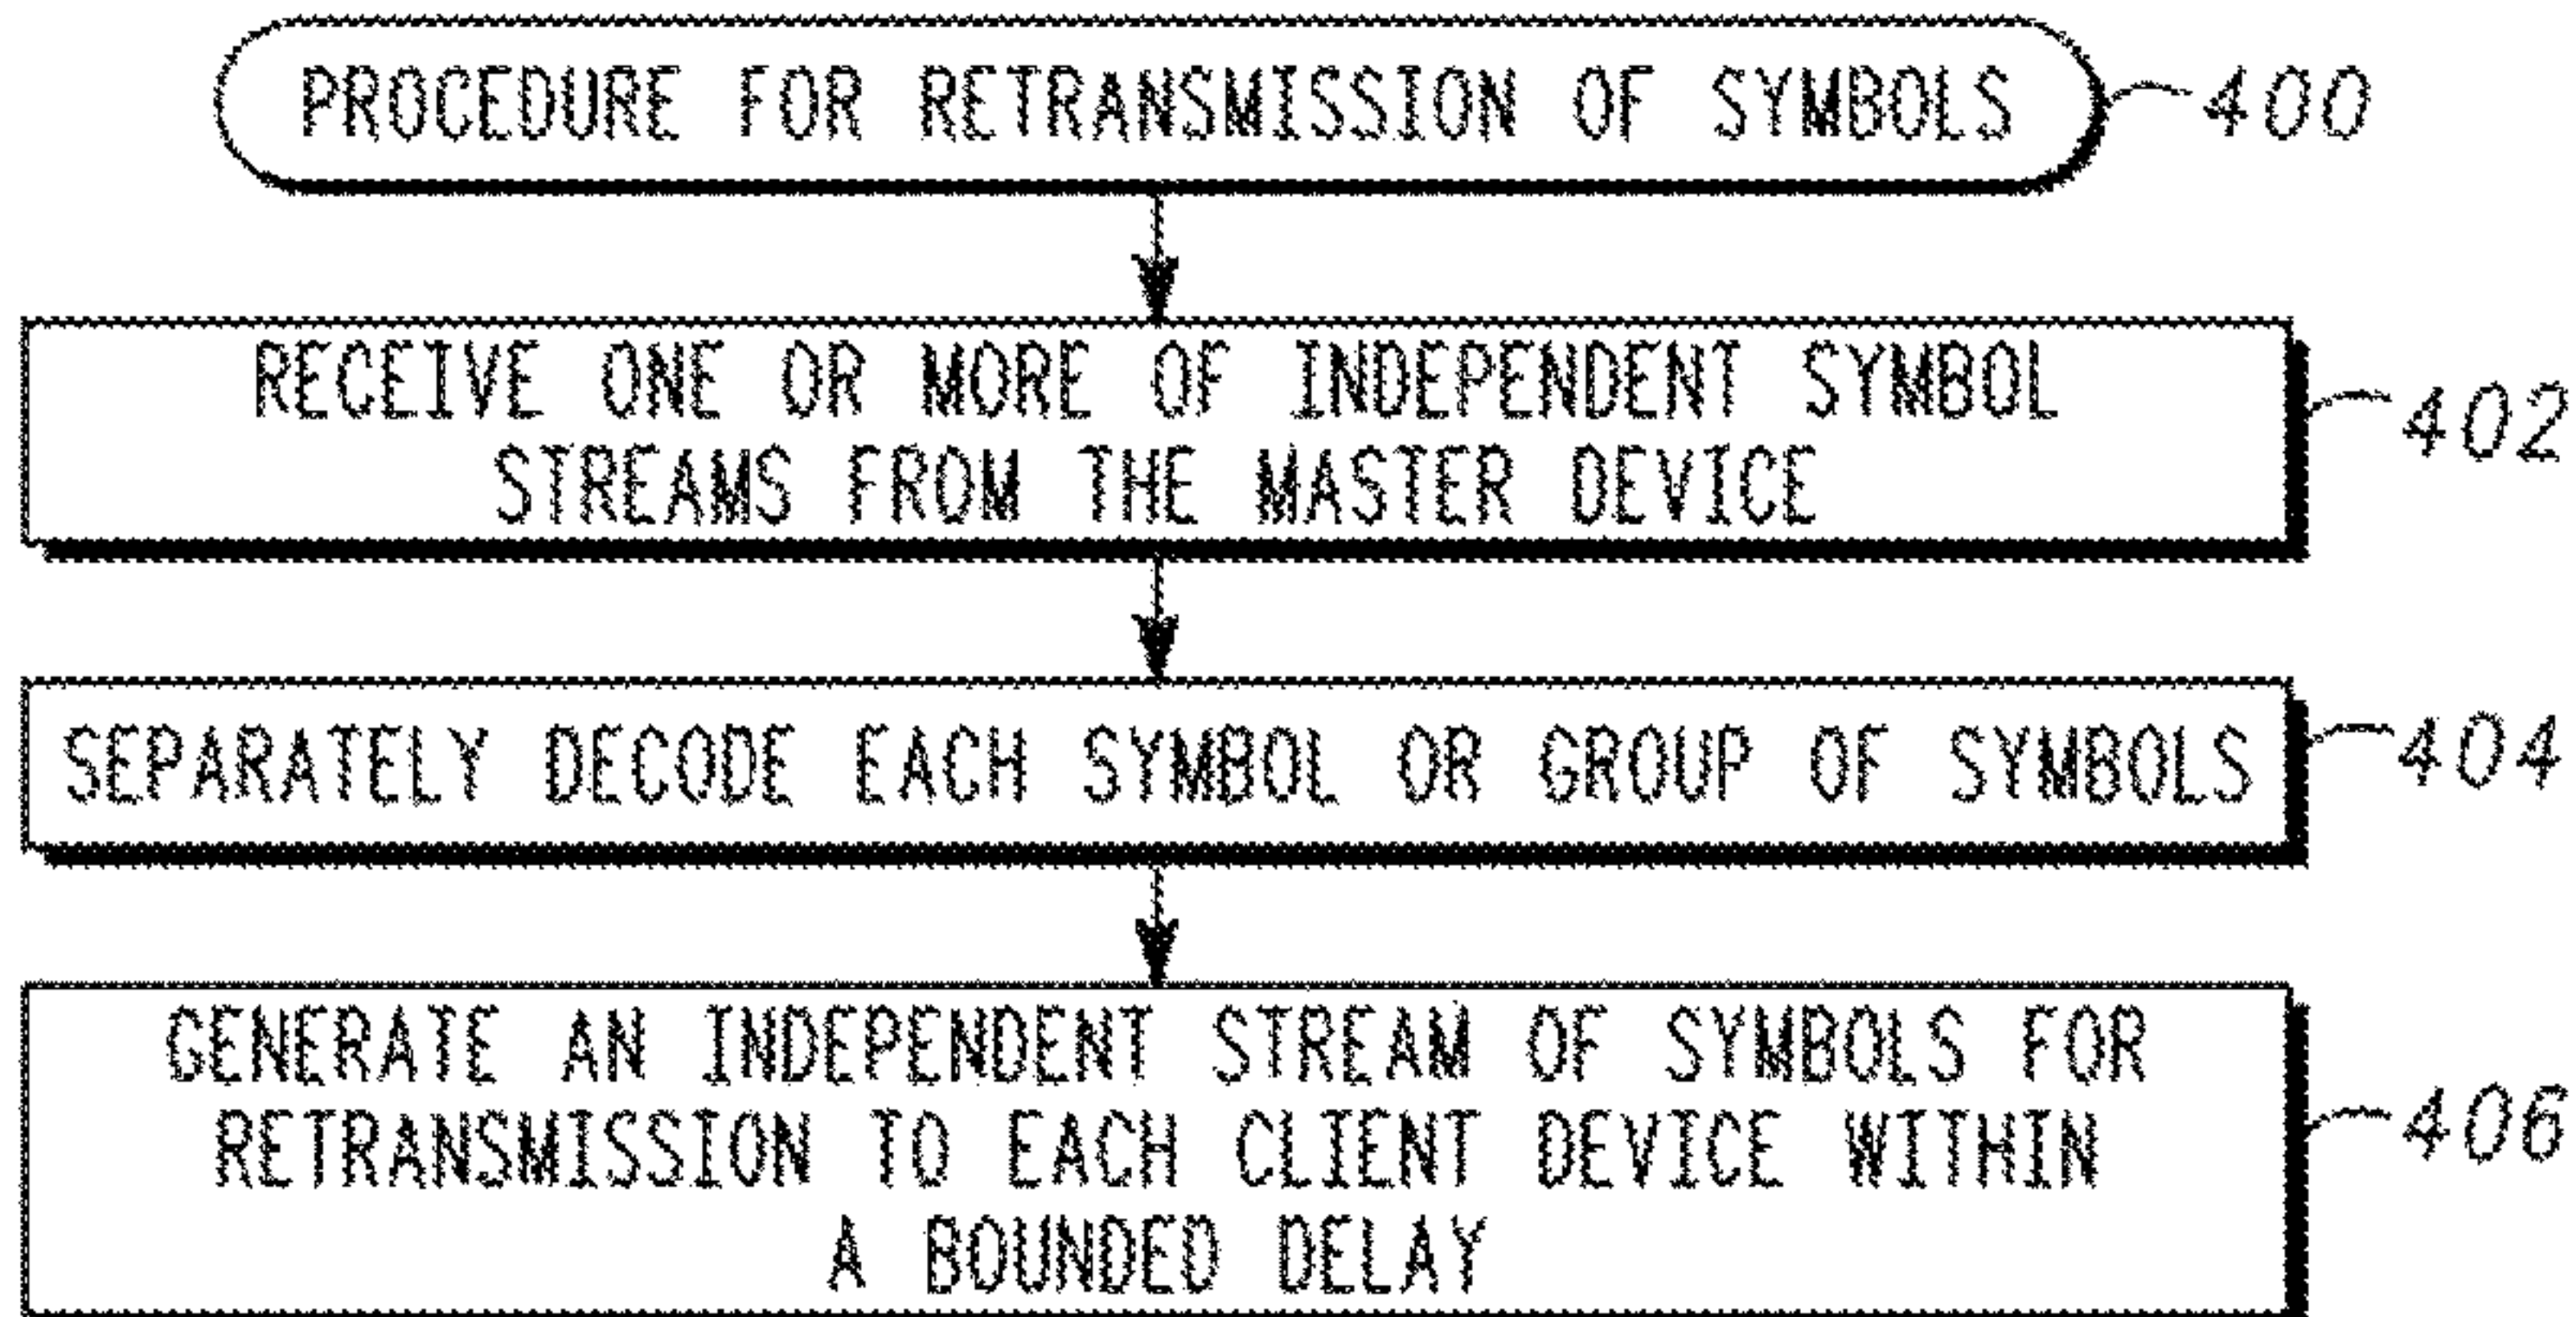 PROCEDURE FOR RETRANSMISSION OF SYMBOLS 400
RECEIVE ONE OR MORE OF INDEPENDENT SYMBOL
STREAMS FROM THE MASTER DEVICE
402
SEPARATELY DECODE EACH SYMBOL OR GROUP OF SYMBOLS 404
GENERATE AN INDEPENDENT STREAM OF SYMBOLS FOR
RETRANSMISSION TO EACH CLIENT DEVICE WITHIN
A BOUNDED DELAY
406